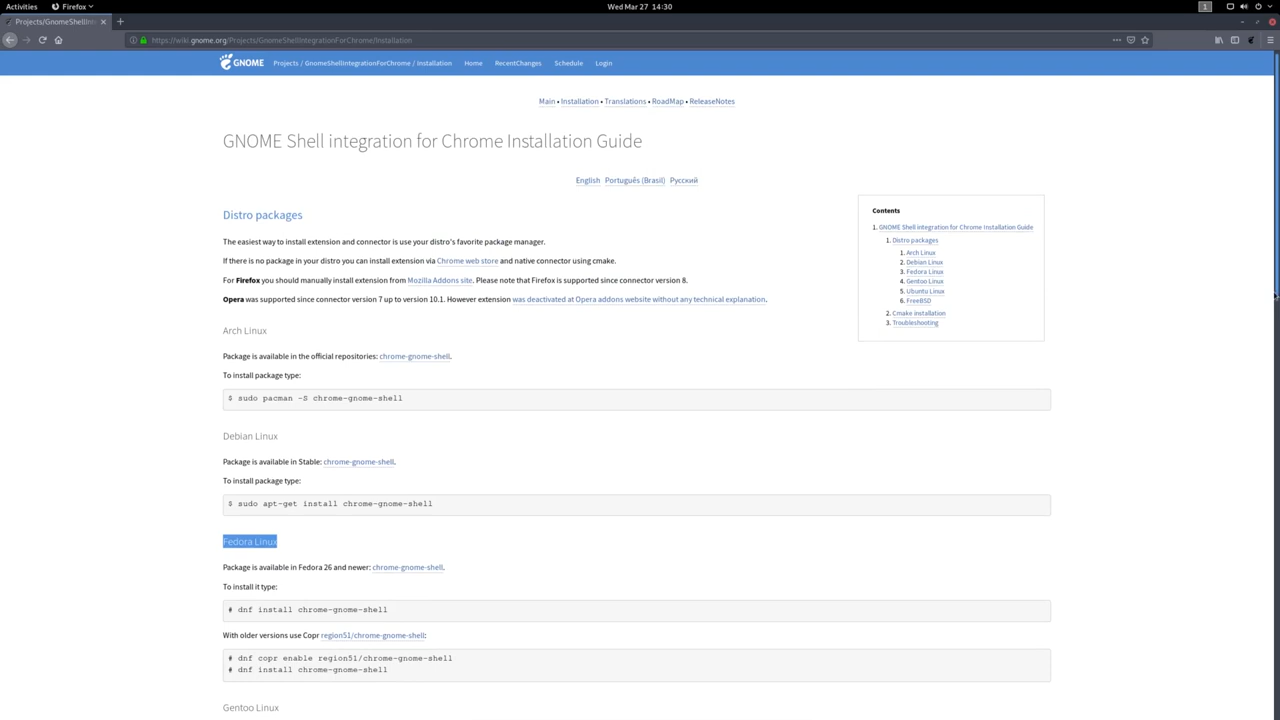 Activities
Firefox
Wed Mar 27 14:30
1
Projects/GnomeShellInt
https://wiki.gnome.org/Projects/GnomeShellIntegrationForChrome/Installation
GNOME
Projects / GnomeShellIntegrationForChrome / Installation
Home
RecentChanges
Schedule
Login
Main • Installation • Translations • RoadMap • ReleaseNotes
GNOME Shell integration for Chrome Installation Guide
English Português (Brasil) Русский
Contents
1. GNOME Shell integration for Chrome Installation Guide
1. Distro packages
1. Arch Linux
2. Debian Linux
3. Fedora Linux
4. Gentoo Linux
5. Ubuntu Linux
6. FreeBSD
2. Cmake installation
3. Troubleshooting
Distro packages
The easiest way to install extension and connector is use your distro's favorite package manager.
If there is no package in your distro you can install extension via Chrome web store and native connector using cmake.
For Firefox you should manually install extension from Mozilla Addons site. Please note that Firefox is supported since connector version 8.
Opera was supported since connector version 7 up to version 10.1. However extension was deactivated at Opera addons website without any technical explanation.
Arch Linux
Package is available in the official repositories: chrome-gnome-shell.
To install package type:
$ sudo pacman -S chrome-gnome-shell
Debian Linux
Package is available in Stable: chrome-gnome-shell.
To install package type:
$ sudo apt-get install chrome-gnome-shell
Fedora Linux
Package is available in Fedora 26 and newer: chrome-gnome-shell.
To install it type:
# dnf install chrome-gnome-shell
With older versions use Copr region51/chrome-gnome-shell:
# dnf copr enable region51/chrome-gnome-shell
# dnf install chrome-gnome-shell
Gentoo Linux